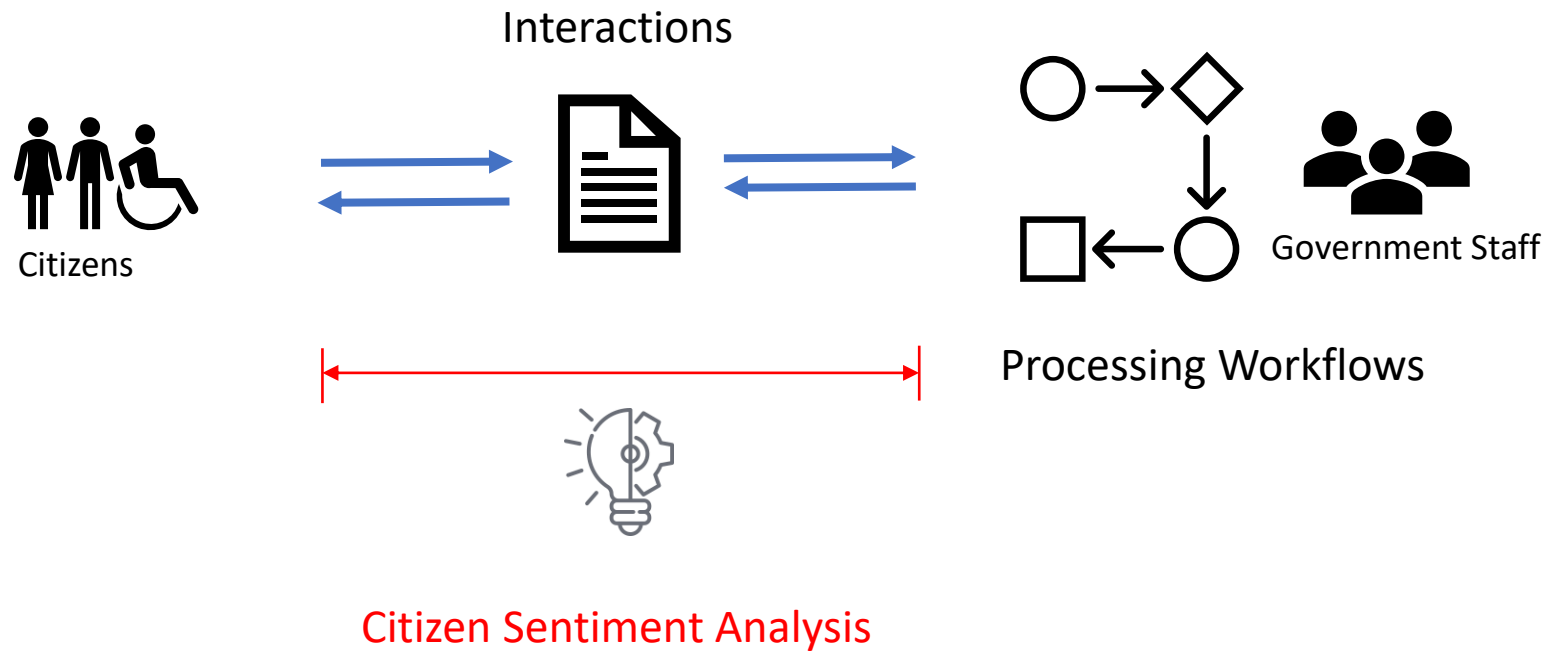 Interactions
Citizens
Government Staff
Processing Workflows
Citizen Sentiment Analysis